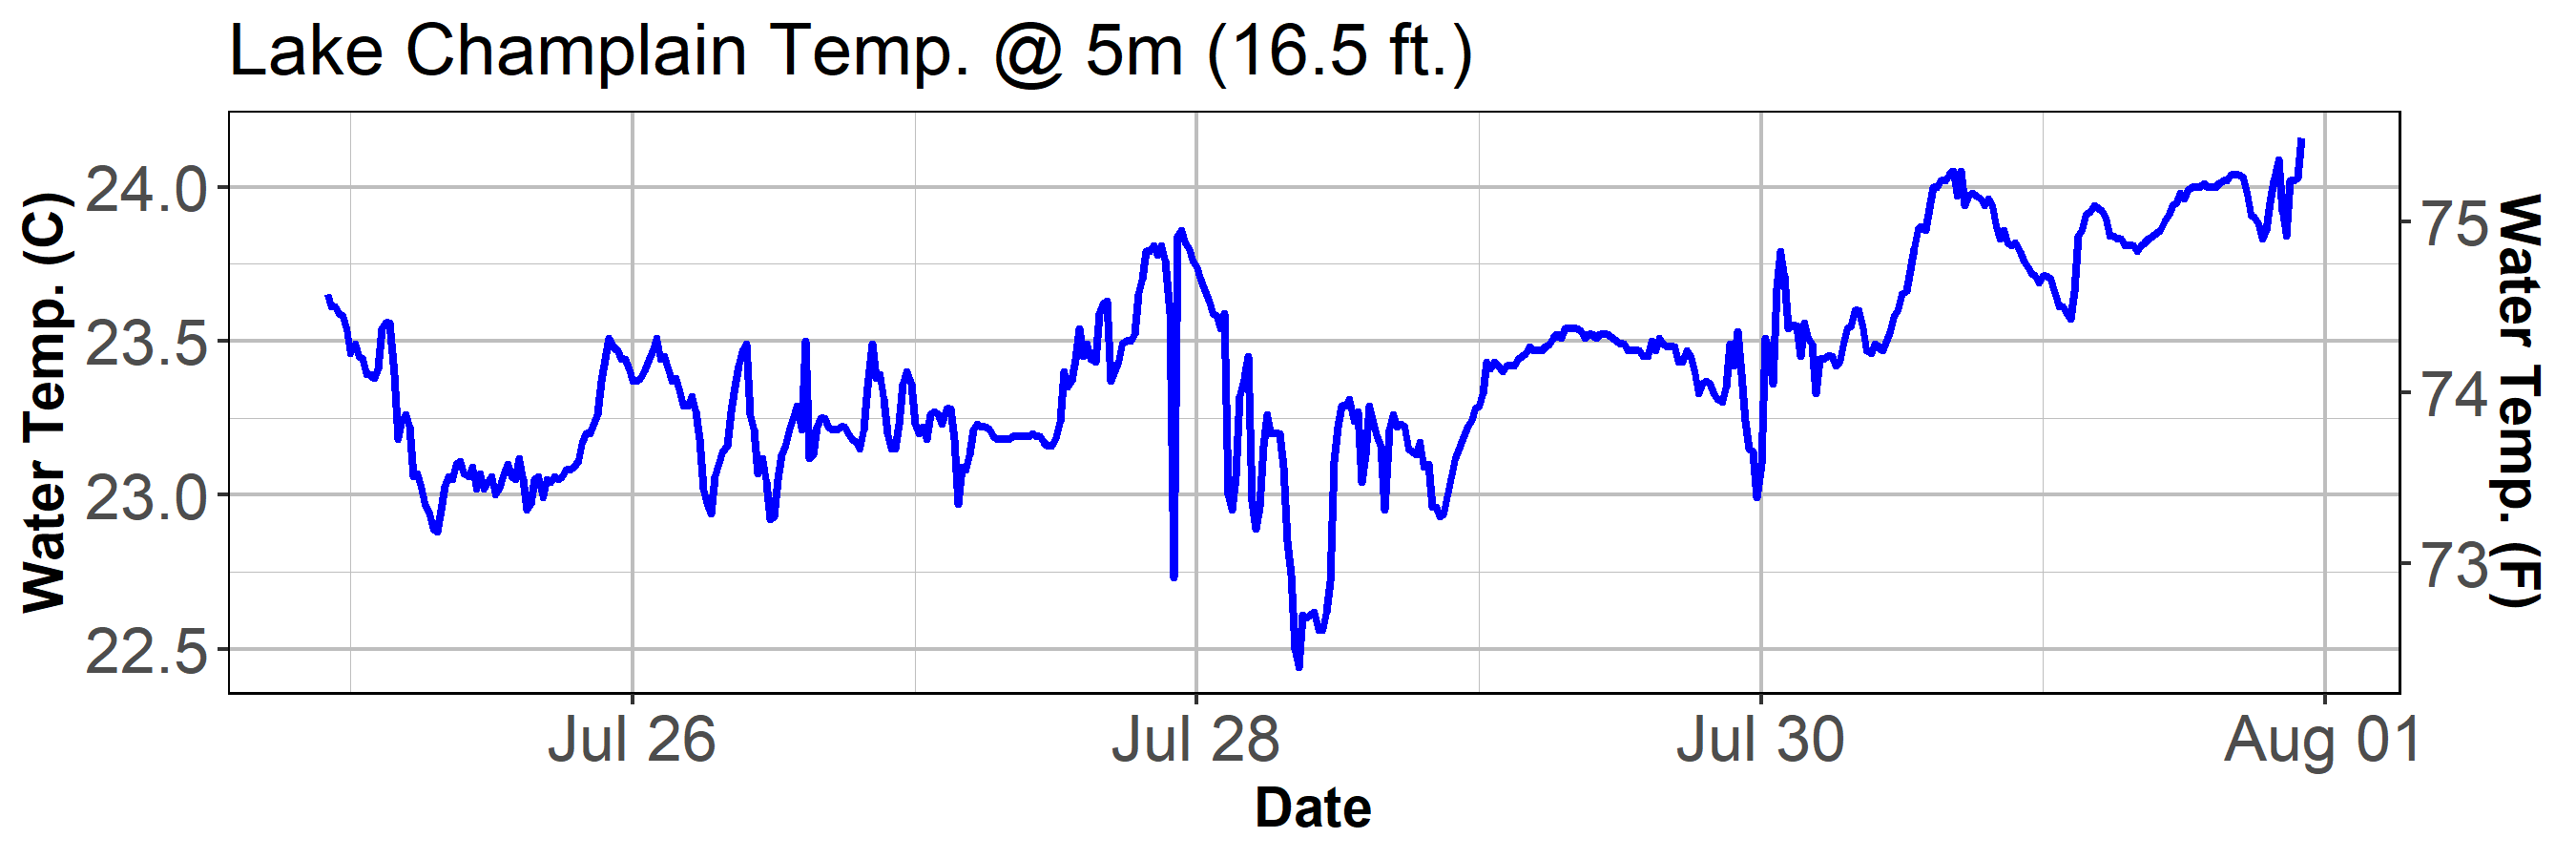 Lake Champlain Temp. @ 5m (16.5 ft.)
Water Temp. (C)
24.0
23.5
23.0
22.5
75
74
73
Water Temp. (F)
Jul 26
Jul 28
Jul 30
Aug 01
Date